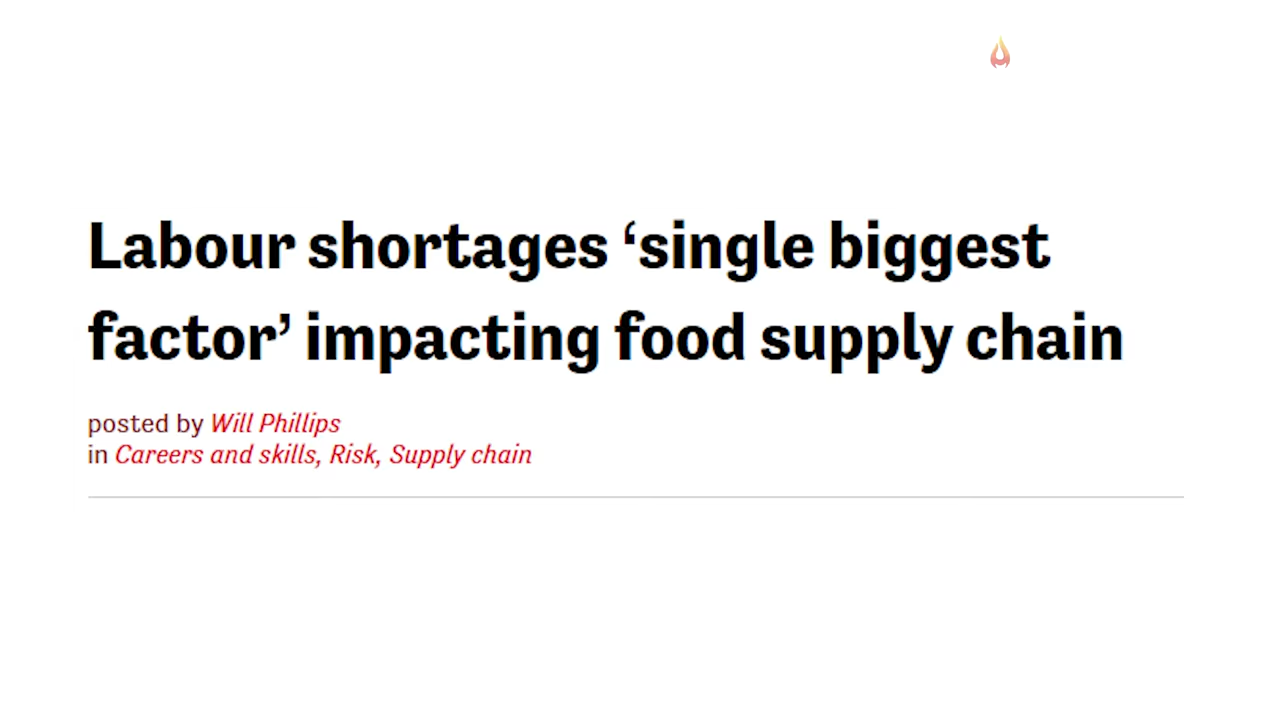 Labour shortages ‘single biggest
factor’ impacting food supply chain
posted by Will Phillips
in Careers and skills, Risk, Supply chain